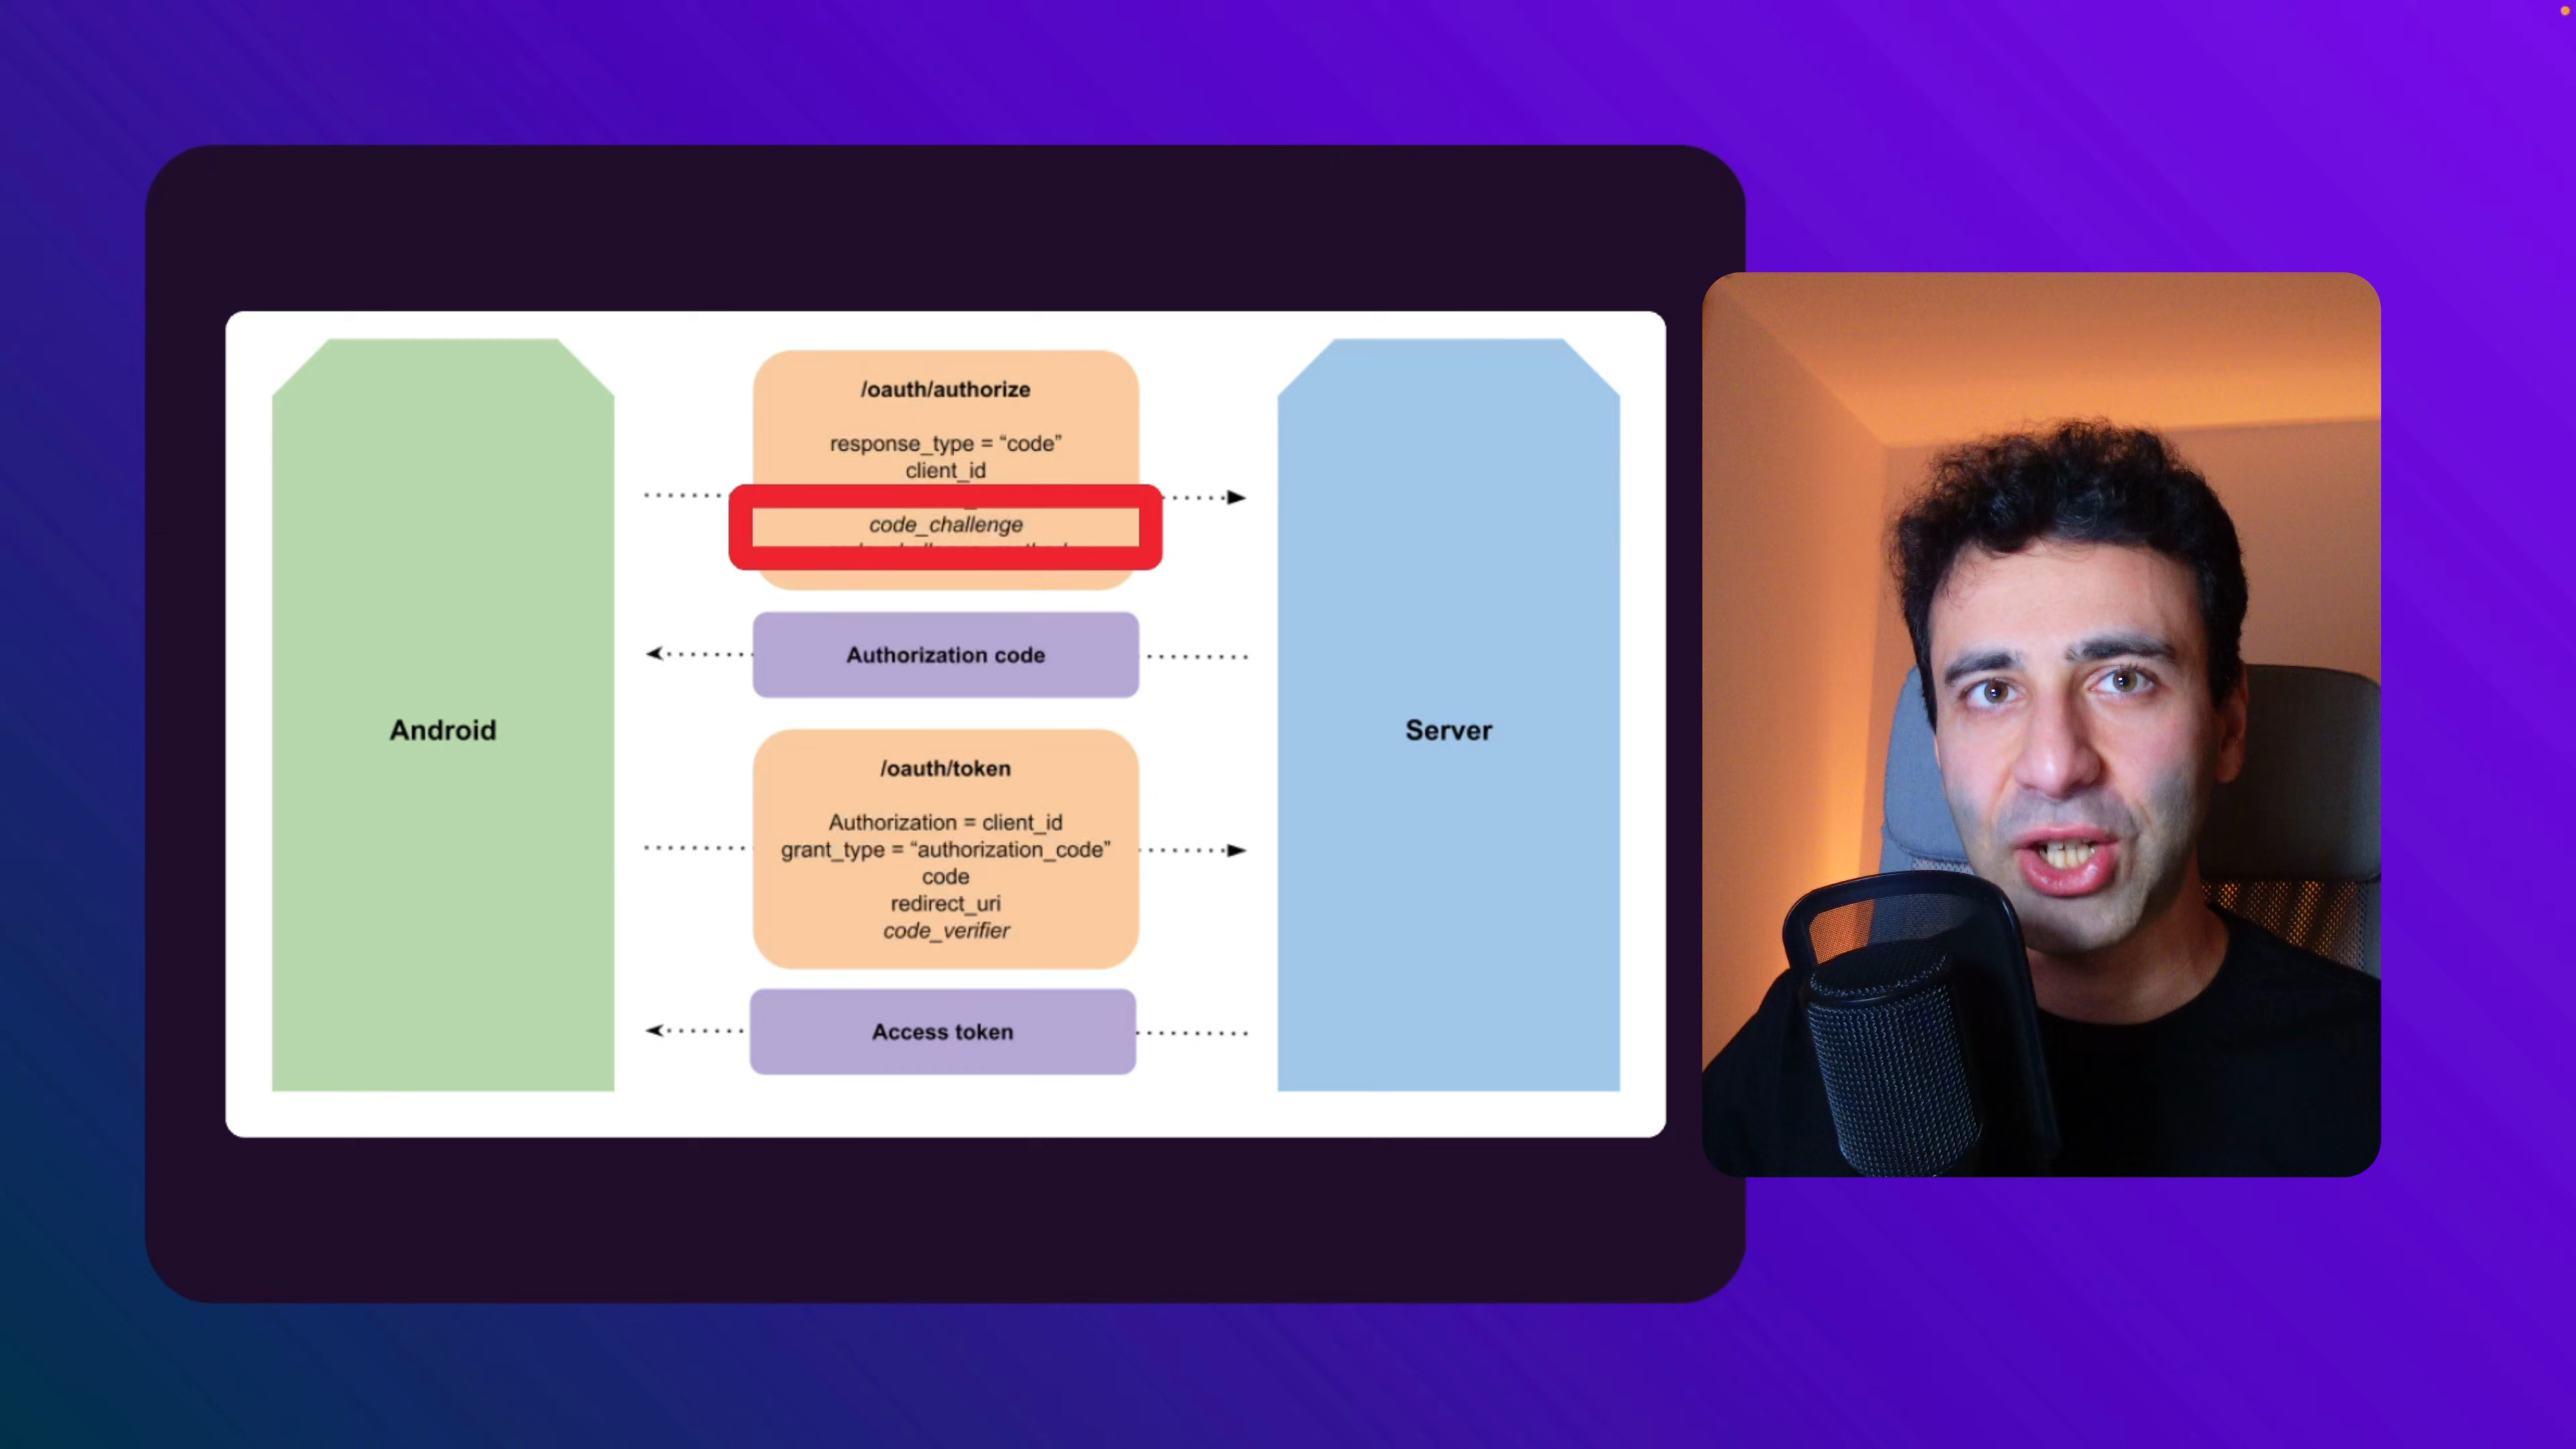 /oauth/authorize
response_type = “code”
client_id
code_challenge
Authorization code
Android
Server
/oauth/token
Authorization = client_id
grant_type = “authorization_code”
code
redirect_uri
code_verifier
Access token